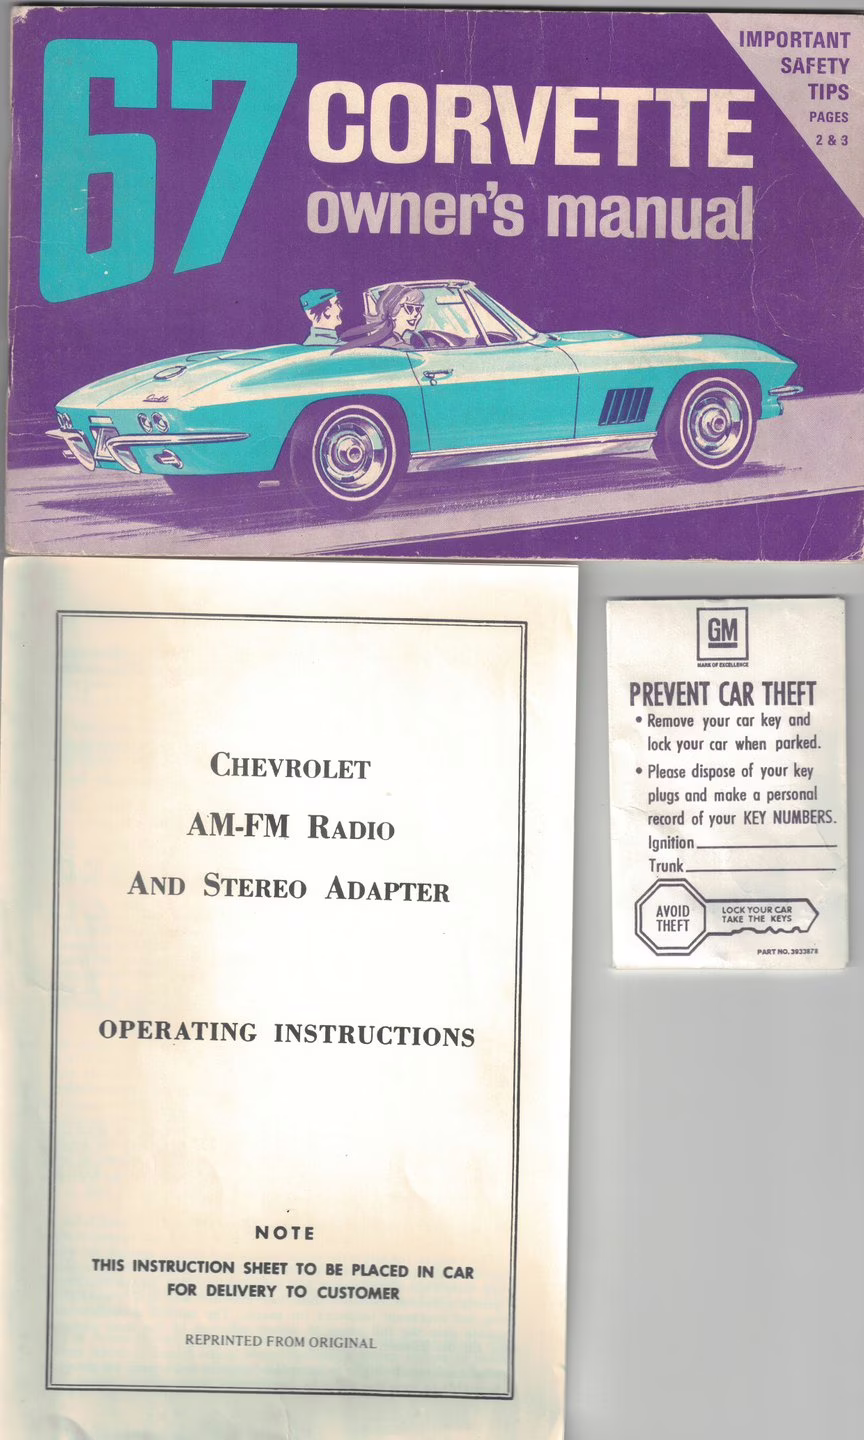 67
CORVETTE
owner's manual
IMPORTANT
SAFETY
TIPS
PAGES
2 & 3
Chevrolet
AM-FM Radio
And Stereo Adapter
OPERATING INSTRUCTIONS
NOTE
THIS INSTRUCTION SHEET TO BE PLACED IN CAR
FOR DELIVERY TO CUSTOMER
REPRINTED FROM ORIGINAL
GM
MARK OF EXCELLENCE
PREVENT CAR THEFT
• Remove your car key and
lock your car when parked.
• Please dispose of your key
plugs and make a personal
record of your KEY NUMBERS.
Ignition
Trunk
AVOID
THEFT
LOCK YOUR CAR
TAKE THE KEYS
PART NO. 3933878